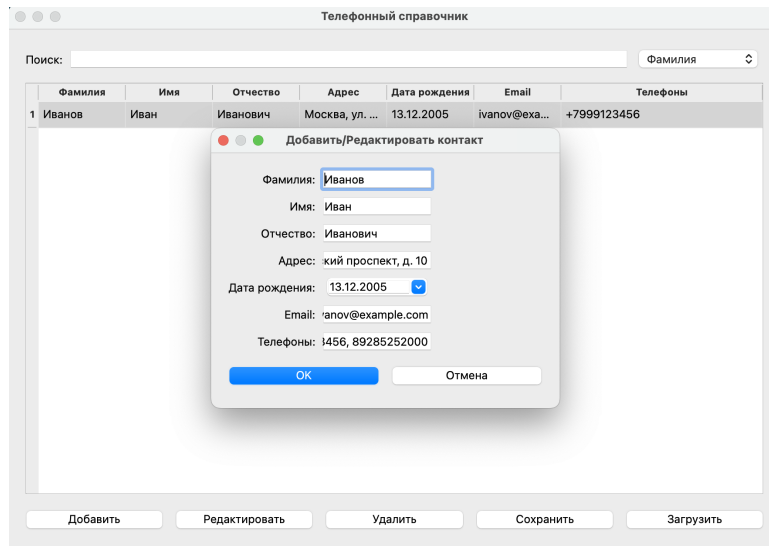 Телефонный справочник
Поиск: Фамилия
Фамилия Имя Отчество Адрес Дата рождения Email Телефоны
1 Иванов Иван Иванович Москва, ул. ... 13.12.2005 ivanov@exa... +7999123456
Добавить/Редактировать контакт
Фамилия: Иванов
Имя: Иван
Отчество: Иванович
Адрес: кий проспект, д. 10
Дата рождения: 13.12.2005
Email: vanov@example.com
Телефоны: 3456, 89285252000
OK Отмена
Добавить Редактировать Удалить Сохранить Загрузить